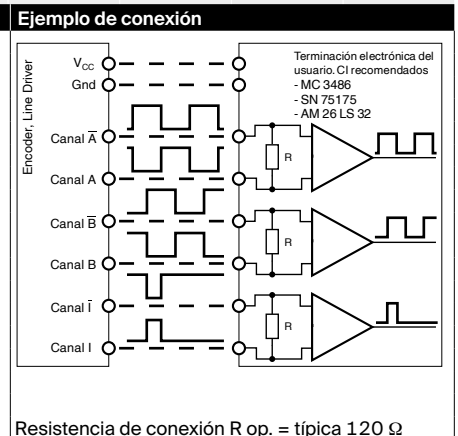 Ejemplo de conexión
Encoder, Line Driver
V_CC
Gnd
Canal A̅
Canal A
Canal B̅
Canal B
Canal I̅
Canal I
Terminación electrónica del
usuario. CI recomendados
- MC 3486
- SN 75175
- AM 26 LS 32
R
R
R
Resistencia de conexión R op. = típica 120 Ω